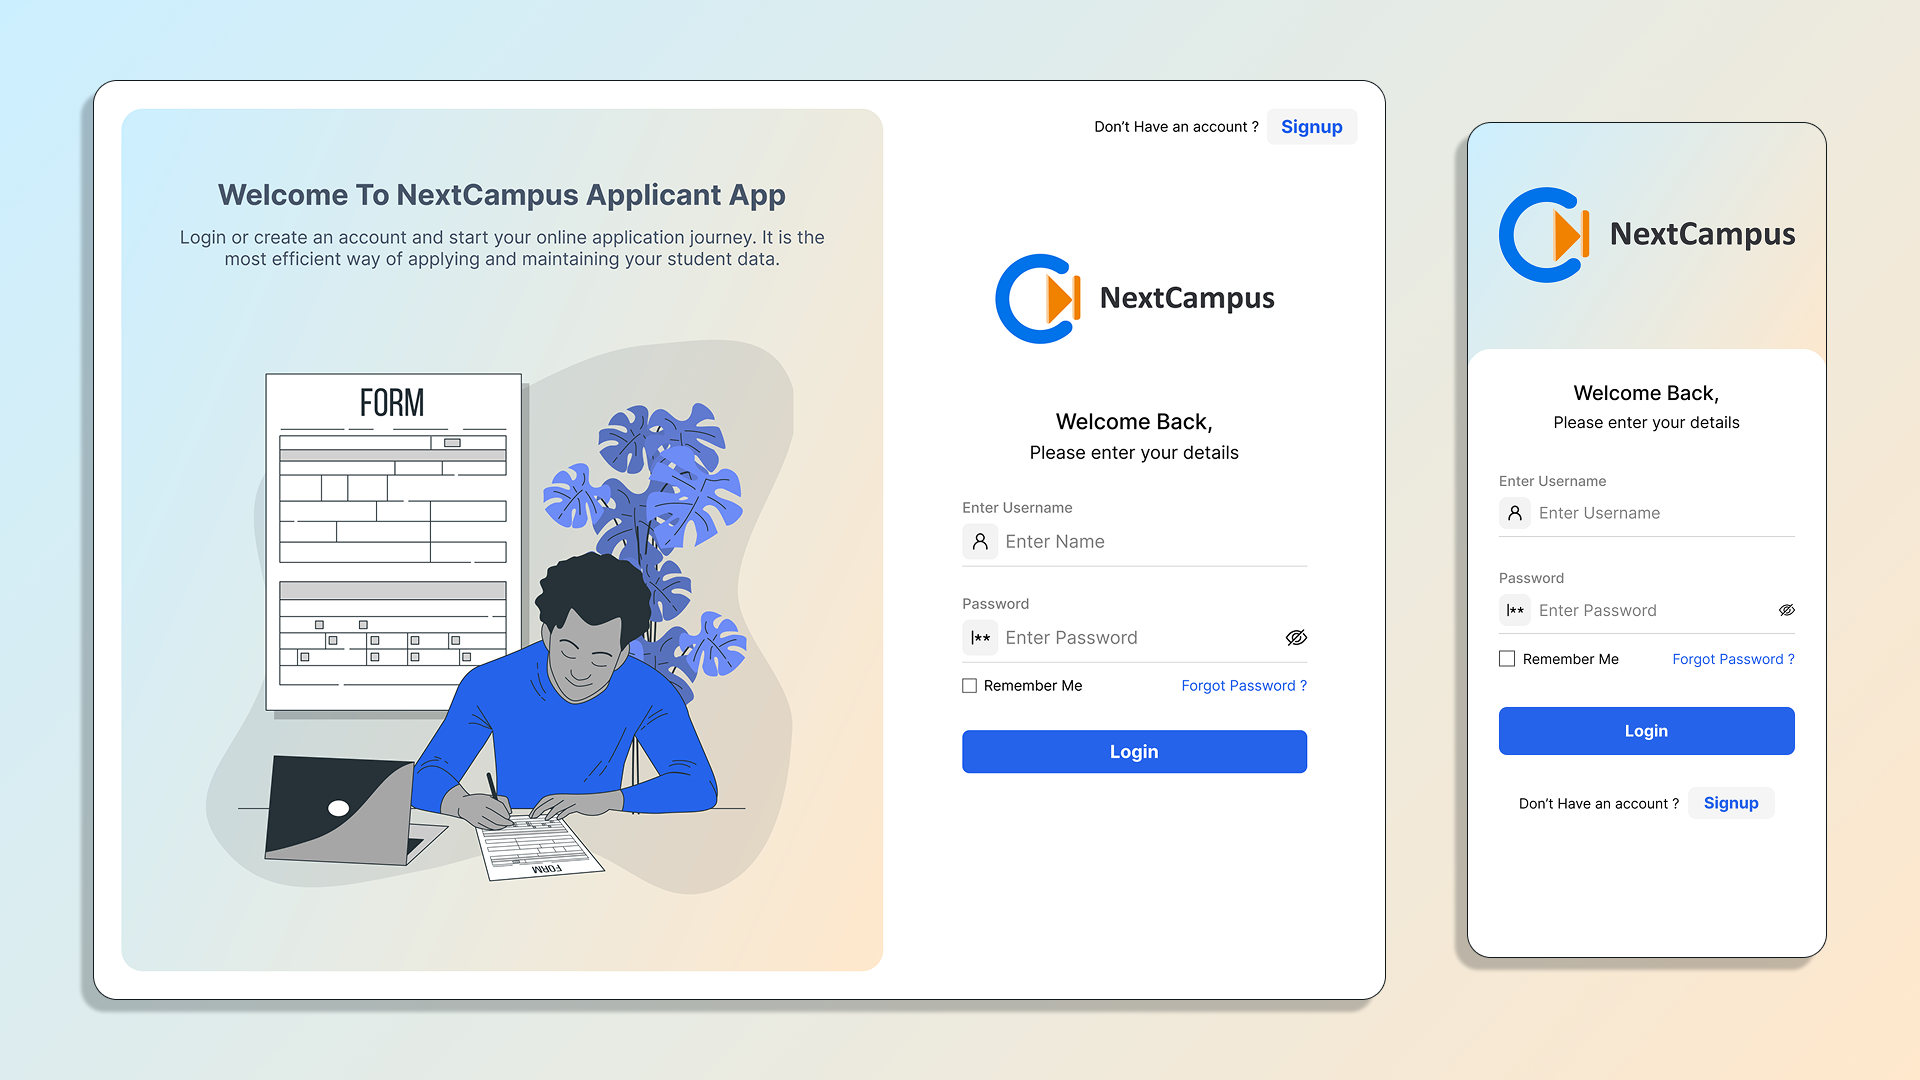 Welcome To NextCampus Applicant App
Login or create an account and start your online application journey. It is the
most efficient way of applying and maintaining your student data.
FORM
FORM
Don’t Have an account ? Signup
NextCampus
Welcome Back,
Please enter your details
Enter Username
Enter Name
Password
|** Enter Password
Remember Me Forgot Password ?
Login
NextCampus
Welcome Back,
Please enter your details
Enter Username
Enter Username
Password
|** Enter Password
Remember Me Forgot Password ?
Login
Don’t Have an account ? Signup